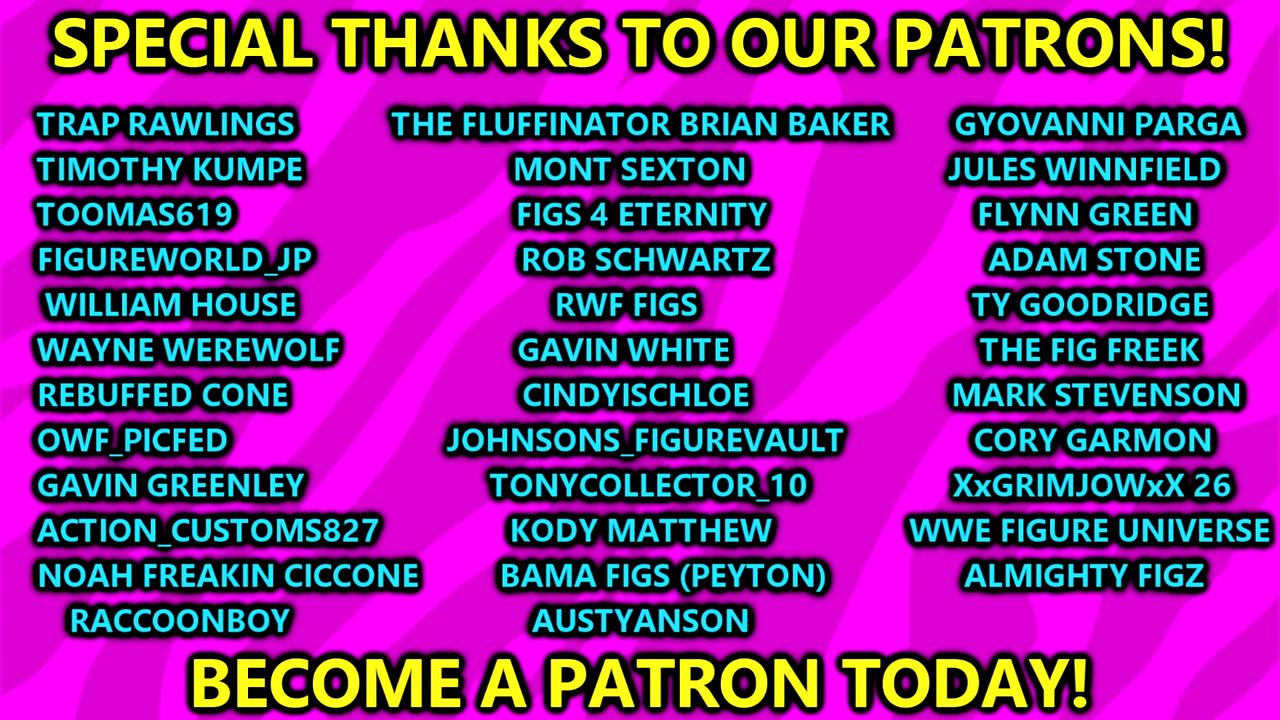 SPECIAL THANKS TO OUR PATRONS!
TRAP RAWLINGS
TIMOTHY KUMPE
TOOMAS619
FIGUREWORLD_JP
WILLIAM HOUSE
WAYNE WEREWOLF
REBUFFED CONE
OWF_PICFED
GAVIN GREENLEY
ACTION_CUSTOMS827
NOAH FREAKIN CICCONE
RACCOONBOY
THE FLUFFINATOR BRIAN BAKER
MONT SEXTON
FIGS 4 ETERNITY
ROB SCHWARTZ
RWF FIGS
GAVIN WHITE
CINDYISCHLOE
JOHNSONS_FIGUREVAULT
TONYCOLLECTOR_10
KODY MATTHEW
BAMA FIGS (PEYTON)
AUSTYANSON
GYOVANNI PARGA
JULES WINNFIELD
FLYNN GREEN
ADAM STONE
TY GOODRIDGE
THE FIG FREEK
MARK STEVENSON
CORY GARMON
XxGRIMJOWxX 26
WWE FIGURE UNIVERSE
ALMIGHTY FIGZ
BECOME A PATRON TODAY!